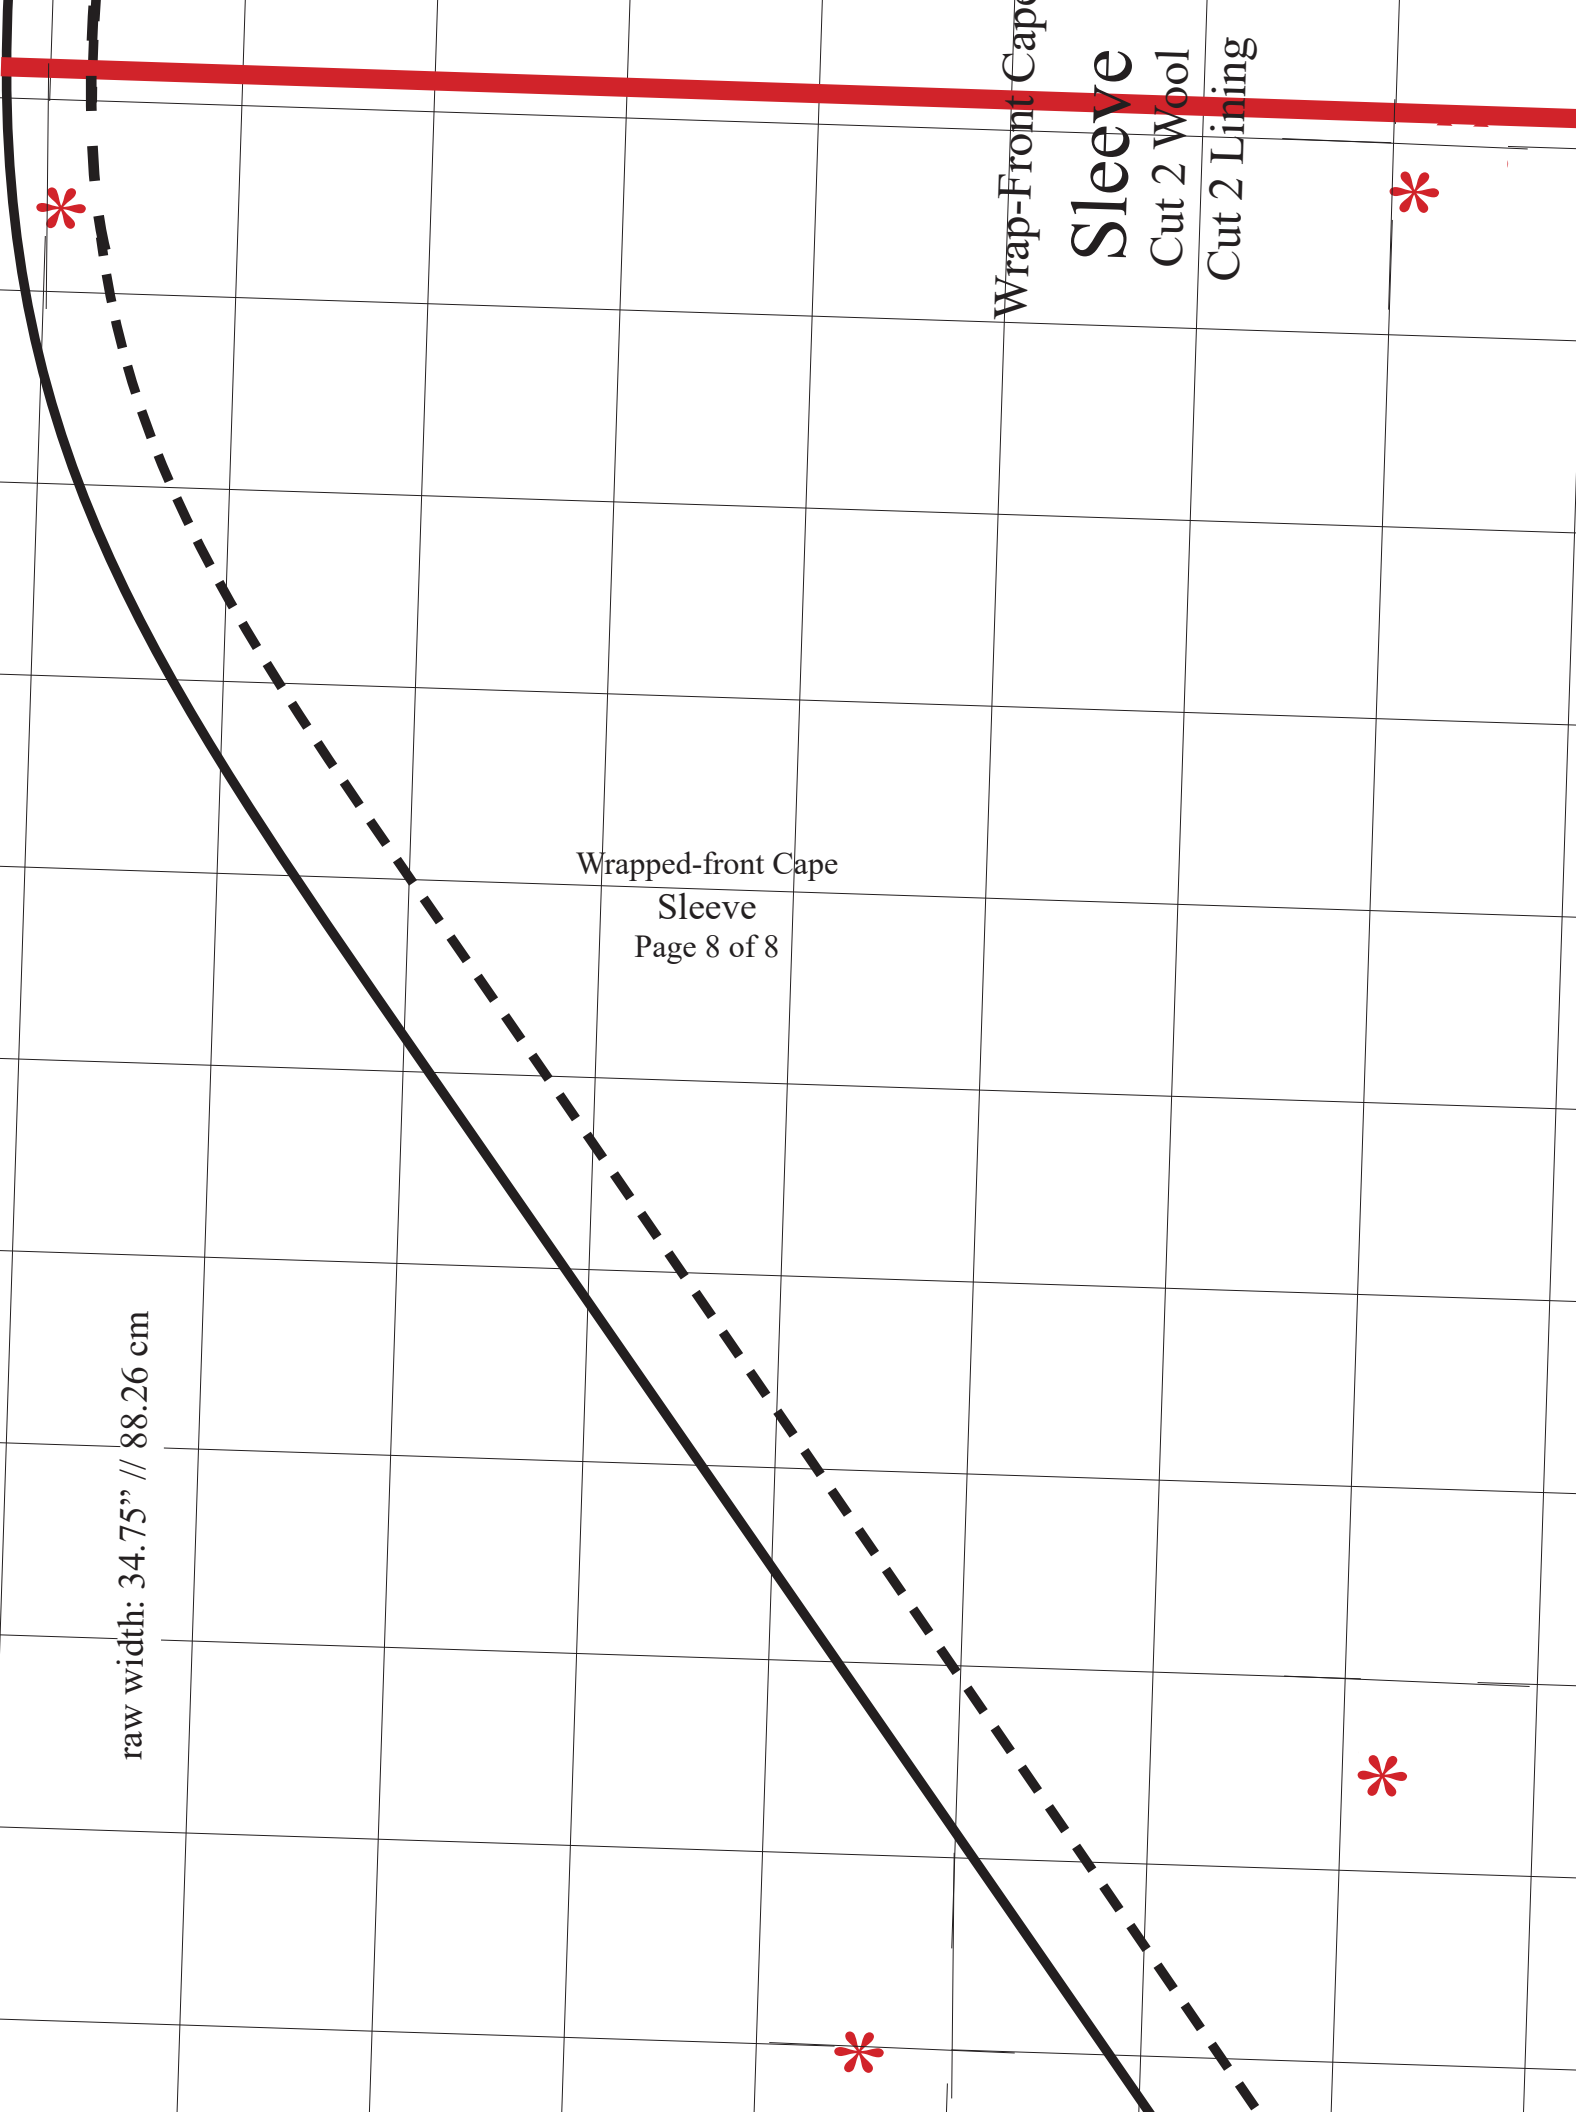 Wrap-Front Cape
Sleeve
Cut 2 Wool
Cut 2 Lining
Wrapped-front Cape
Sleeve
Page 8 of 8
raw width: 34.75” // 88.26 cm